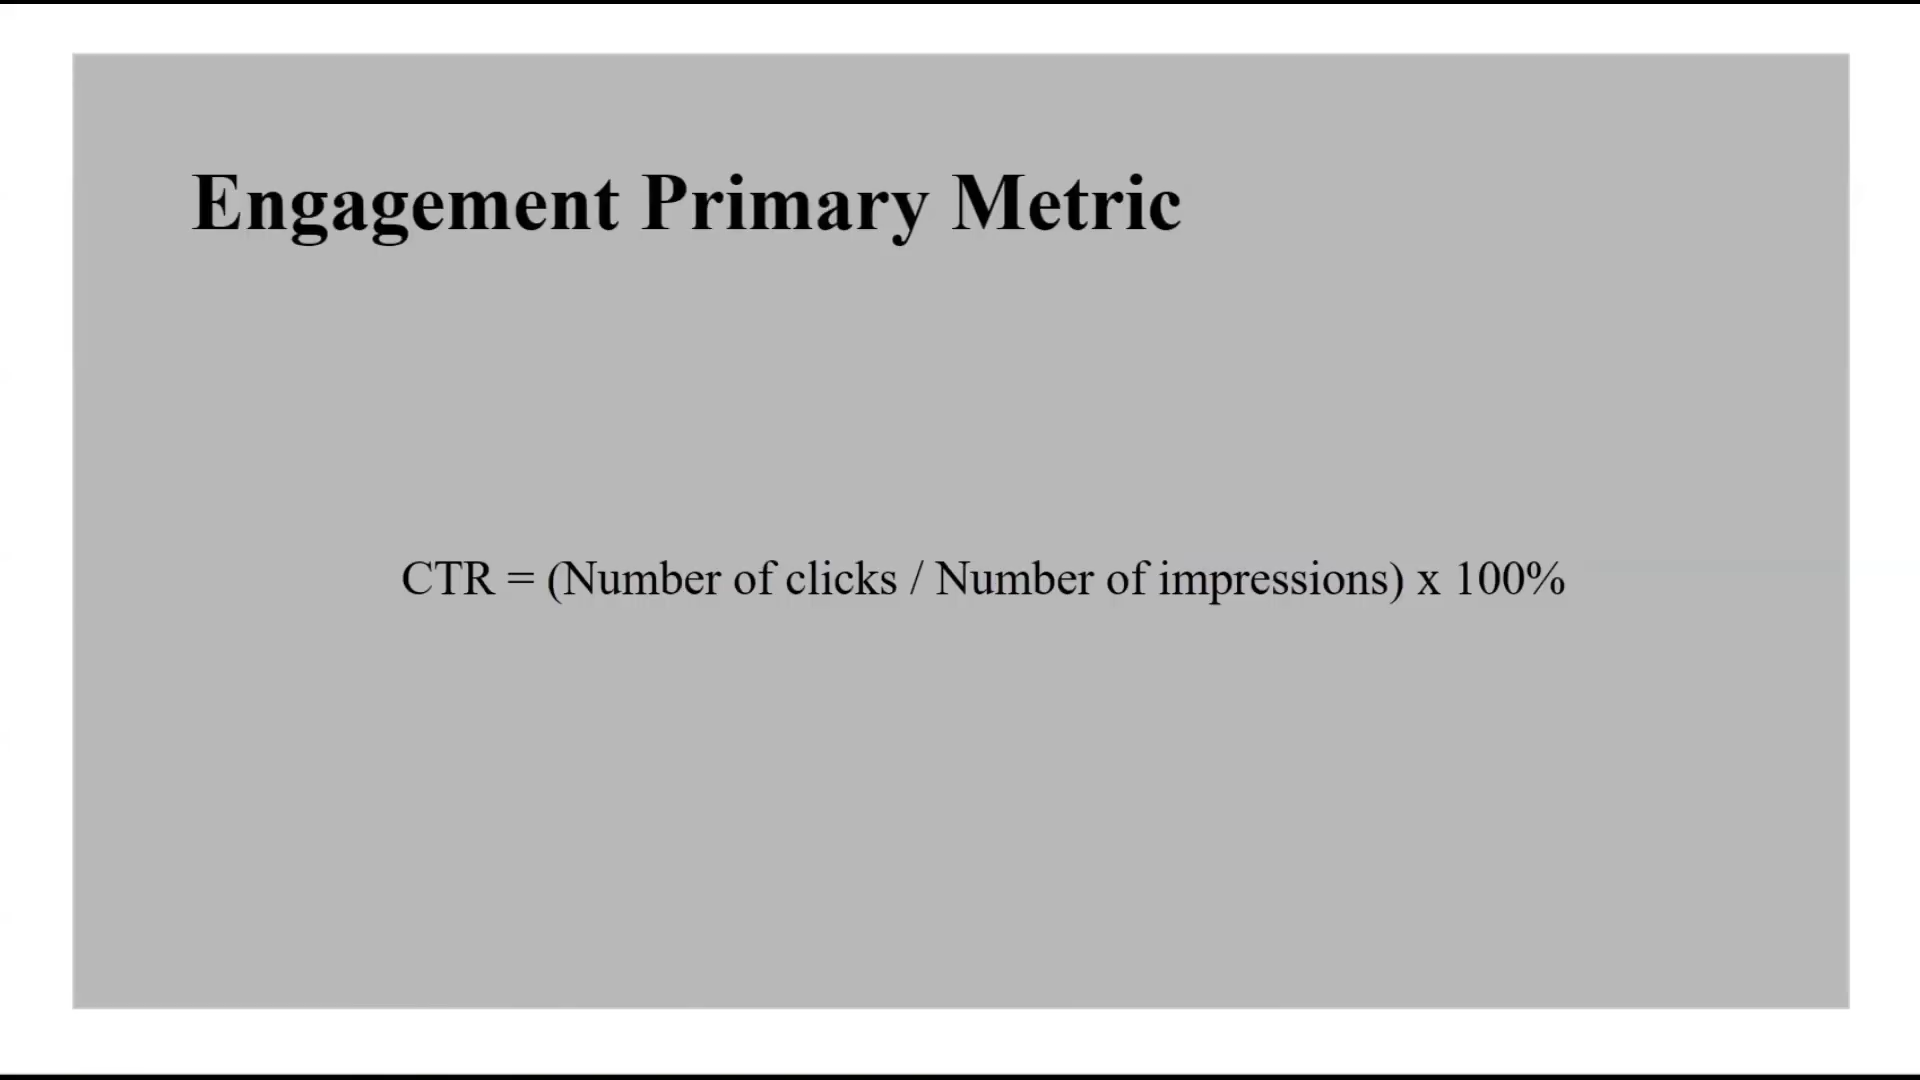 Engagement Primary Metric
CTR = (Number of clicks / Number of impressions) x 100%